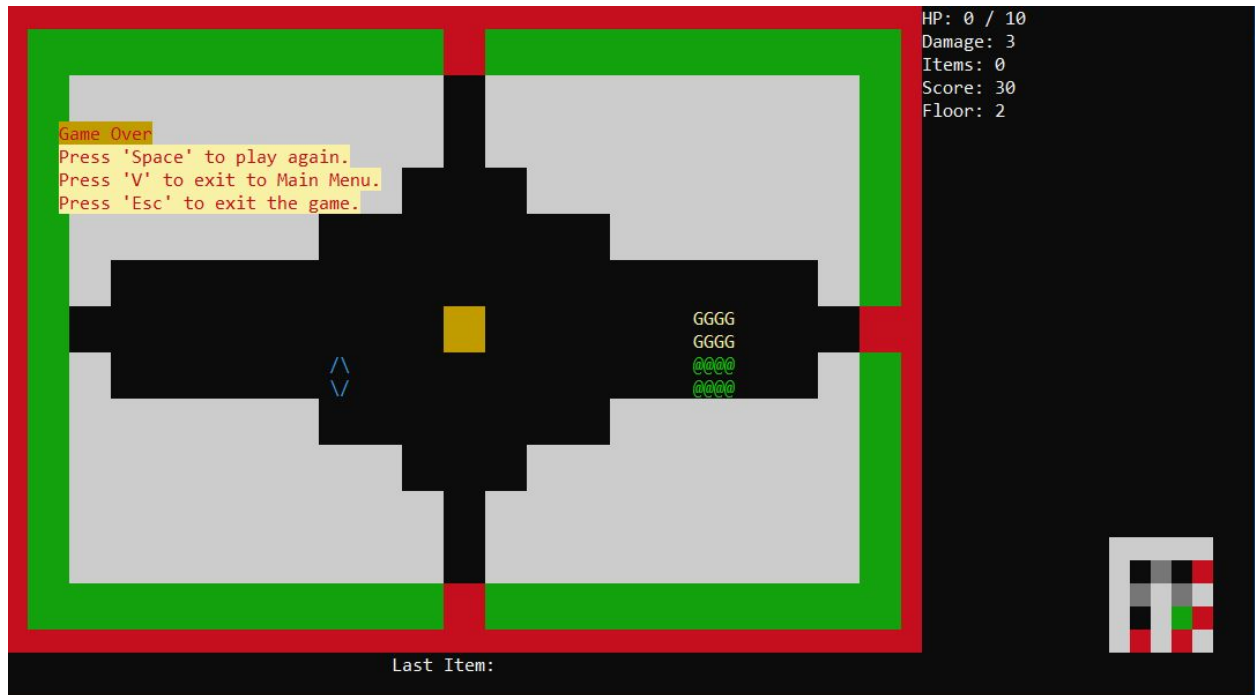 HP: 0 / 10
Damage: 3
Items: 0
Score: 30
Floor: 2
Game Over
Press 'Space' to play again.
Press 'V' to exit to Main Menu.
Press 'Esc' to exit the game.
GGGG
GGGG
/\ @@@@
\/ @@@@
Last Item: